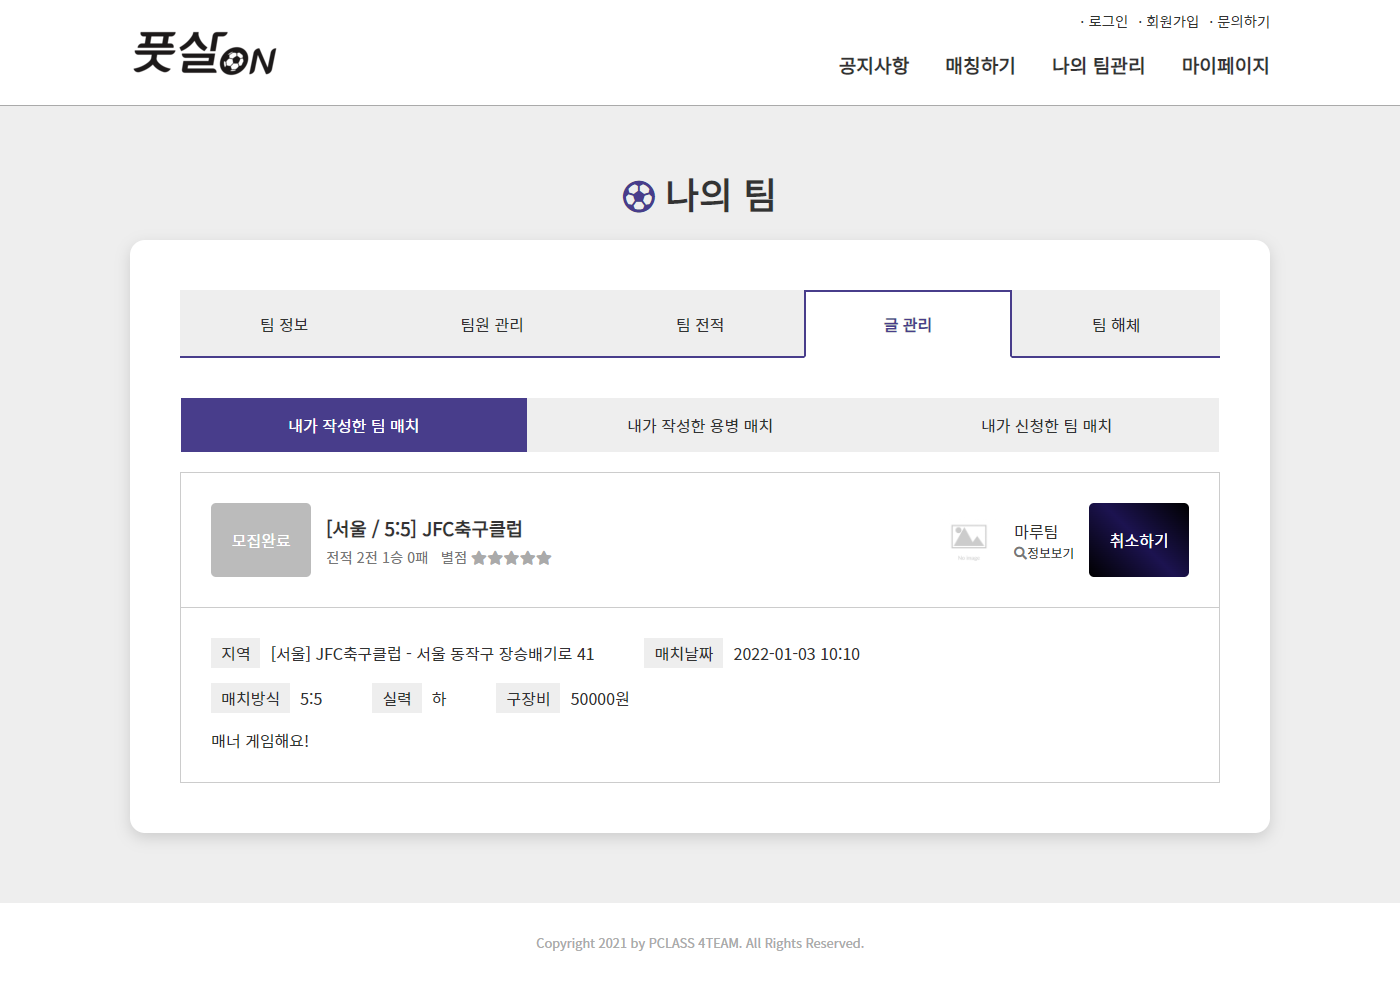 · 로그인 · 회원가입 · 문의하기
풋살ON
공지사항 매칭하기 나의 팀관리 마이페이지
나의 팀
팀 정보 팀원 관리 팀 전적 글 관리 팀 해체
내가 작성한 팀 매치 내가 작성한 용병 매치 내가 신청한 팀 매치
모집완료
[서울 / 5:5] JFC축구클럽
전적 2전 1승 0패 별점
No Image
마루팀
정보보기
취소하기
지역 [서울] JFC축구클럽 - 서울 동작구 장승배기로 41 매치날짜 2022-01-03 10:10
매치방식 5:5 실력 하 구장비 50000원
매너 게임해요!
Copyright 2021 by PCLASS 4TEAM. All Rights Reserved.